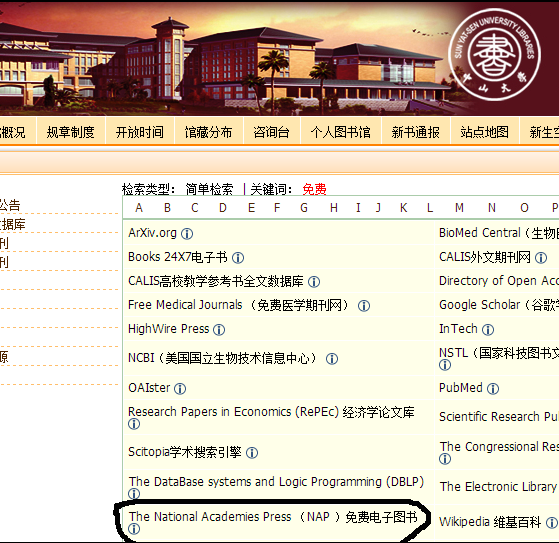 SUN YAT-SEN UNIVERSITY LIBRARIES
中山大學
概况 规章制度 开放时间 馆藏分布 咨询台 个人图书馆 新书通报 站点地图 新生
检索类型： 简单检索 | 关键词： 免费
公告
据库
刊
刊
源
A B C D E F G H I J K L M N O P
ArXiv.org
BioMed Central（生物
Books 24X7电子书
CALIS外文期刊网
CALIS高校教学参考书全文数据库
Directory of Open Acc
Free Medical Journals （免费医学期刊网）
Google Scholar（谷歌
HighWire Press
InTech
NCBI（美国国立生物技术信息中心）
NSTL（国家科技图书文
OAIster
PubMed
Research Papers in Economics (RePEc) 经济学论文库
Scientific Research Pu
Scitopia学术搜索引擎
The Congressional Res
The DataBase systems and Logic Programming (DBLP)
The Electronic Library
The National Academies Press （NAP ）免费电子图书
Wikipedia 维基百科